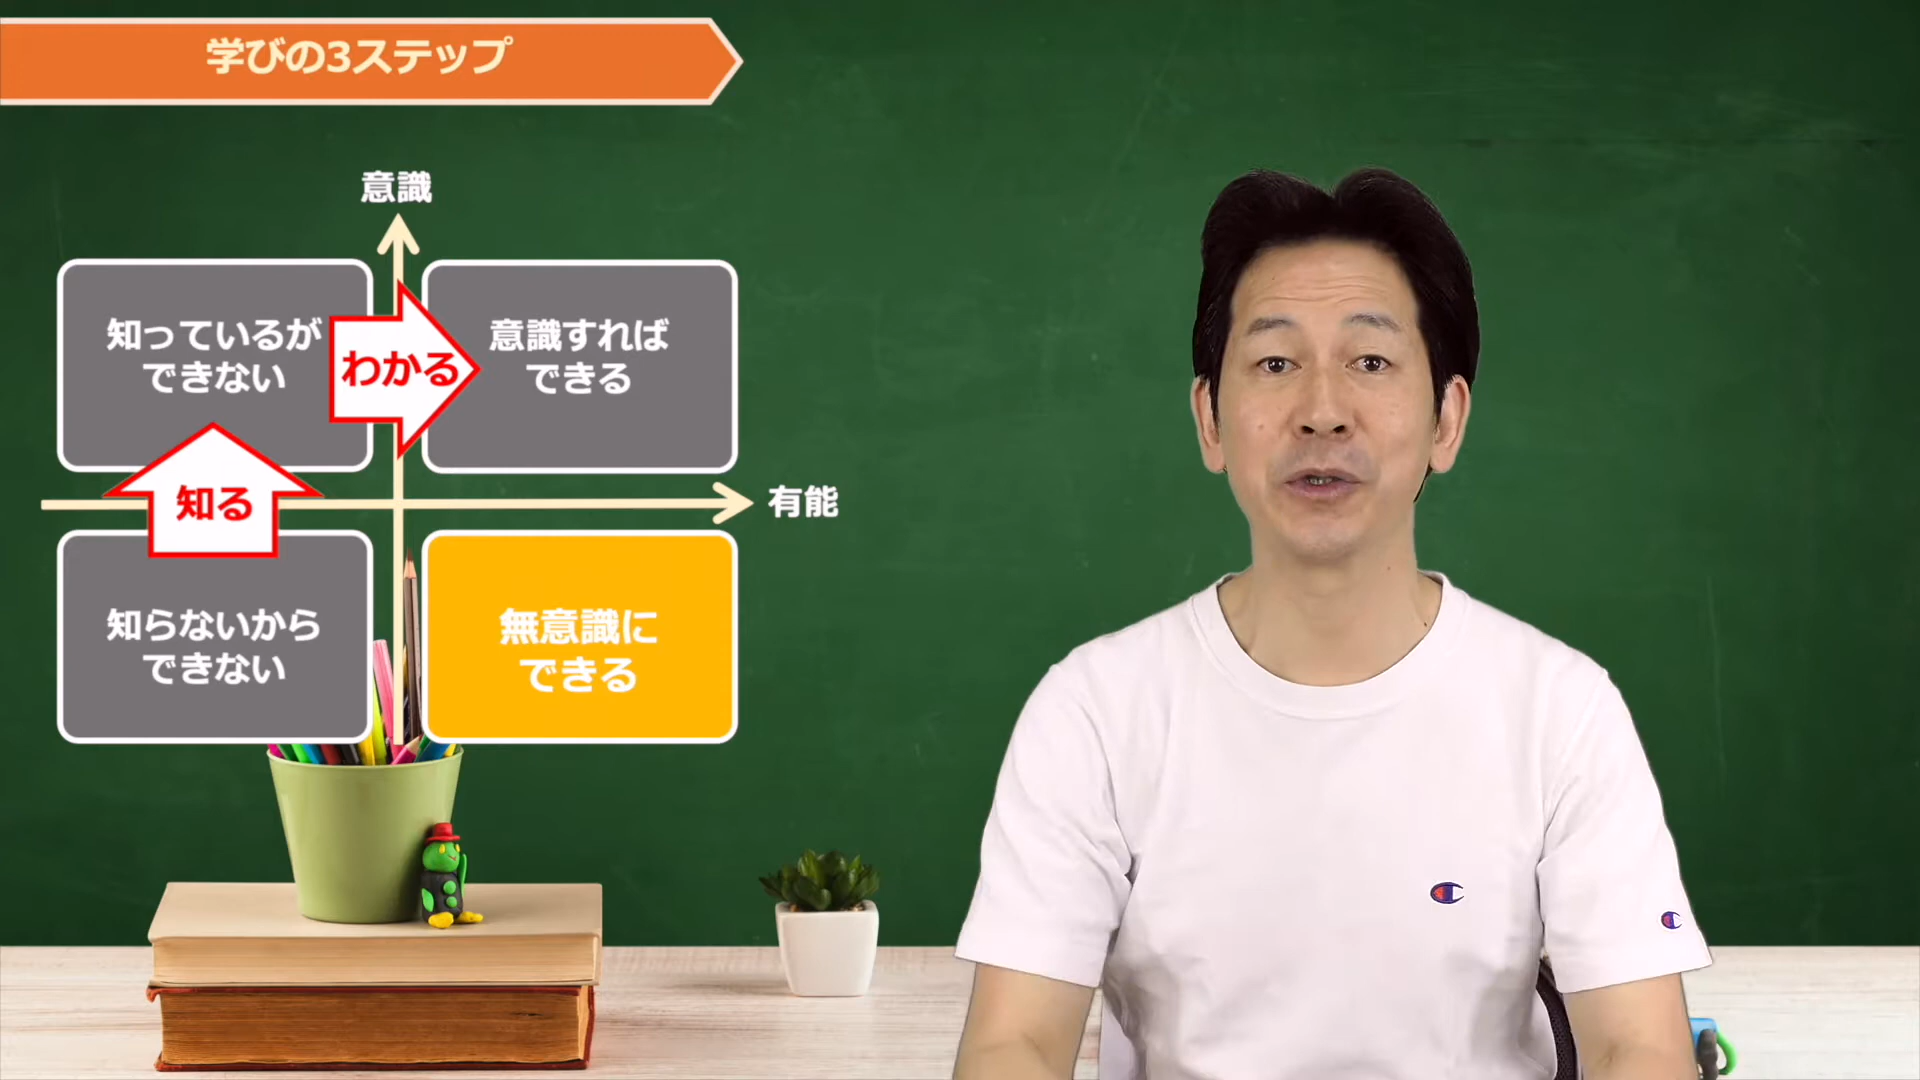 学びの3ステップ
意識
知っているが
できない
わかる
意識すれば
できる
知る
有能
知らないから
できない
無意識に
できる